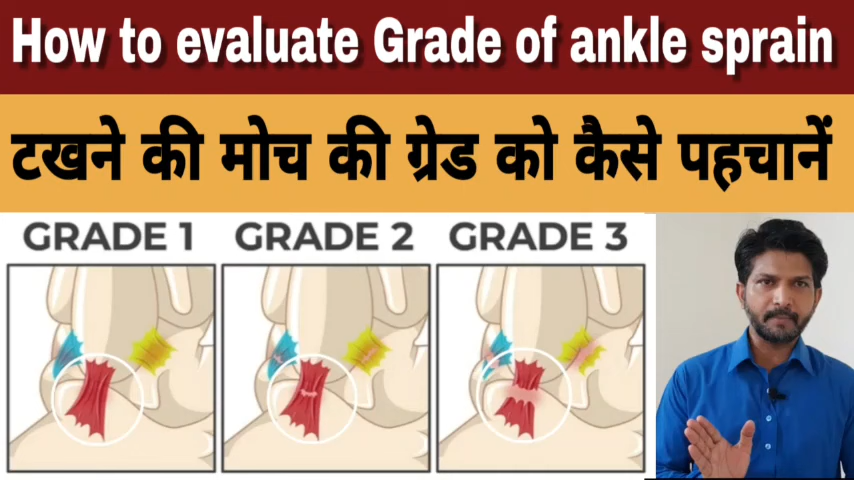 How to evaluate Grade of ankle sprain
टखने की मोच की ग्रेड को कैसे पहचानें
GRADE 1 GRADE 2 GRADE 3